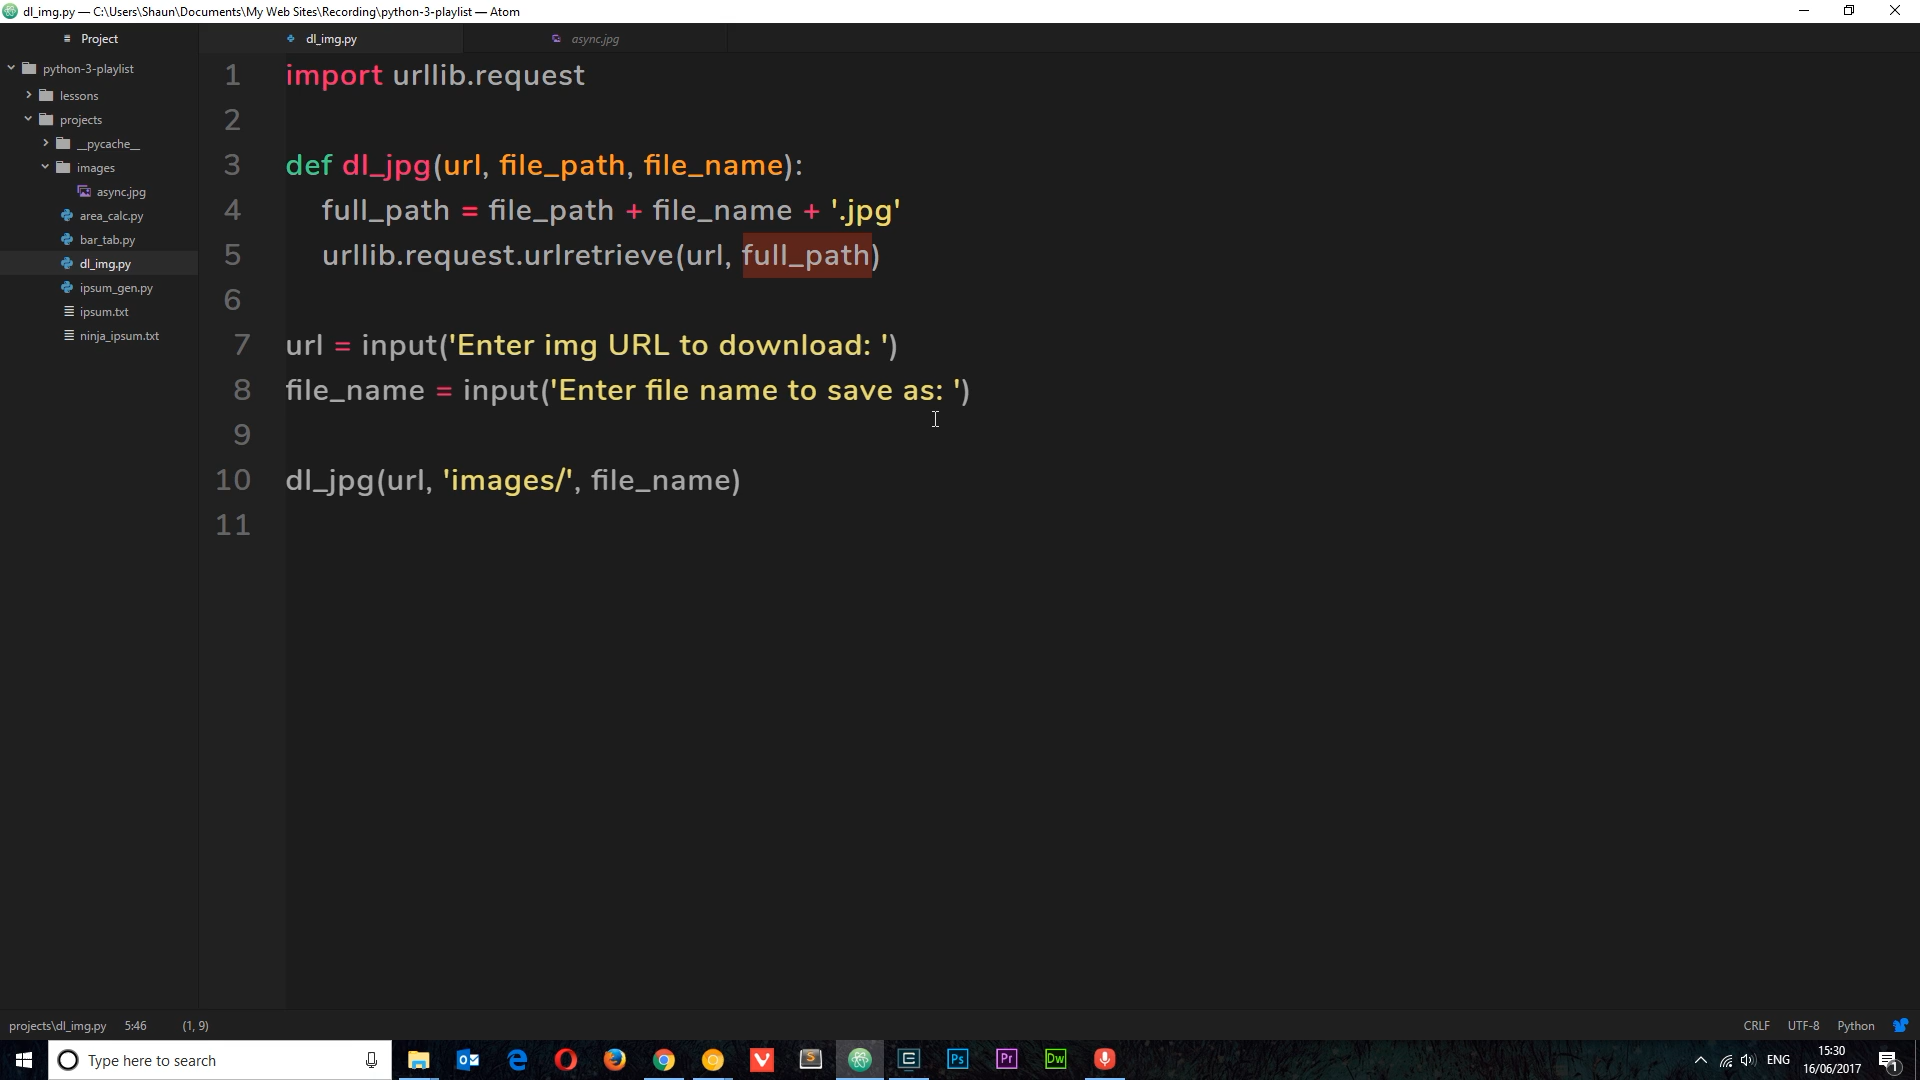 dl_img.py — C:\Users\Shaun\Documents\My Web Sites\Recording\python-3-playlist — Atom
Project
dl_img.py
async.jpg
python-3-playlist
lessons
projects
__pycache__
images
async.jpg
area_calc.py
bar_tab.py
dl_img.py
ipsum_gen.py
ipsum.txt
ninja_ipsum.txt
1 import urllib.request
2
3 def dl_jpg(url, file_path, file_name):
4 full_path = file_path + file_name + '.jpg'
5 urllib.request.urlretrieve(url, full_path)
6
7 url = input('Enter img URL to download: ')
8 file_name = input('Enter file name to save as: ')
9
10 dl_jpg(url, 'images/', file_name)
11
projects\dl_img.py 5:46 (1, 9) CRLF UTF-8 Python
Type here to search
Ps Pr Dw
ENG
15:30
16/06/2017
1